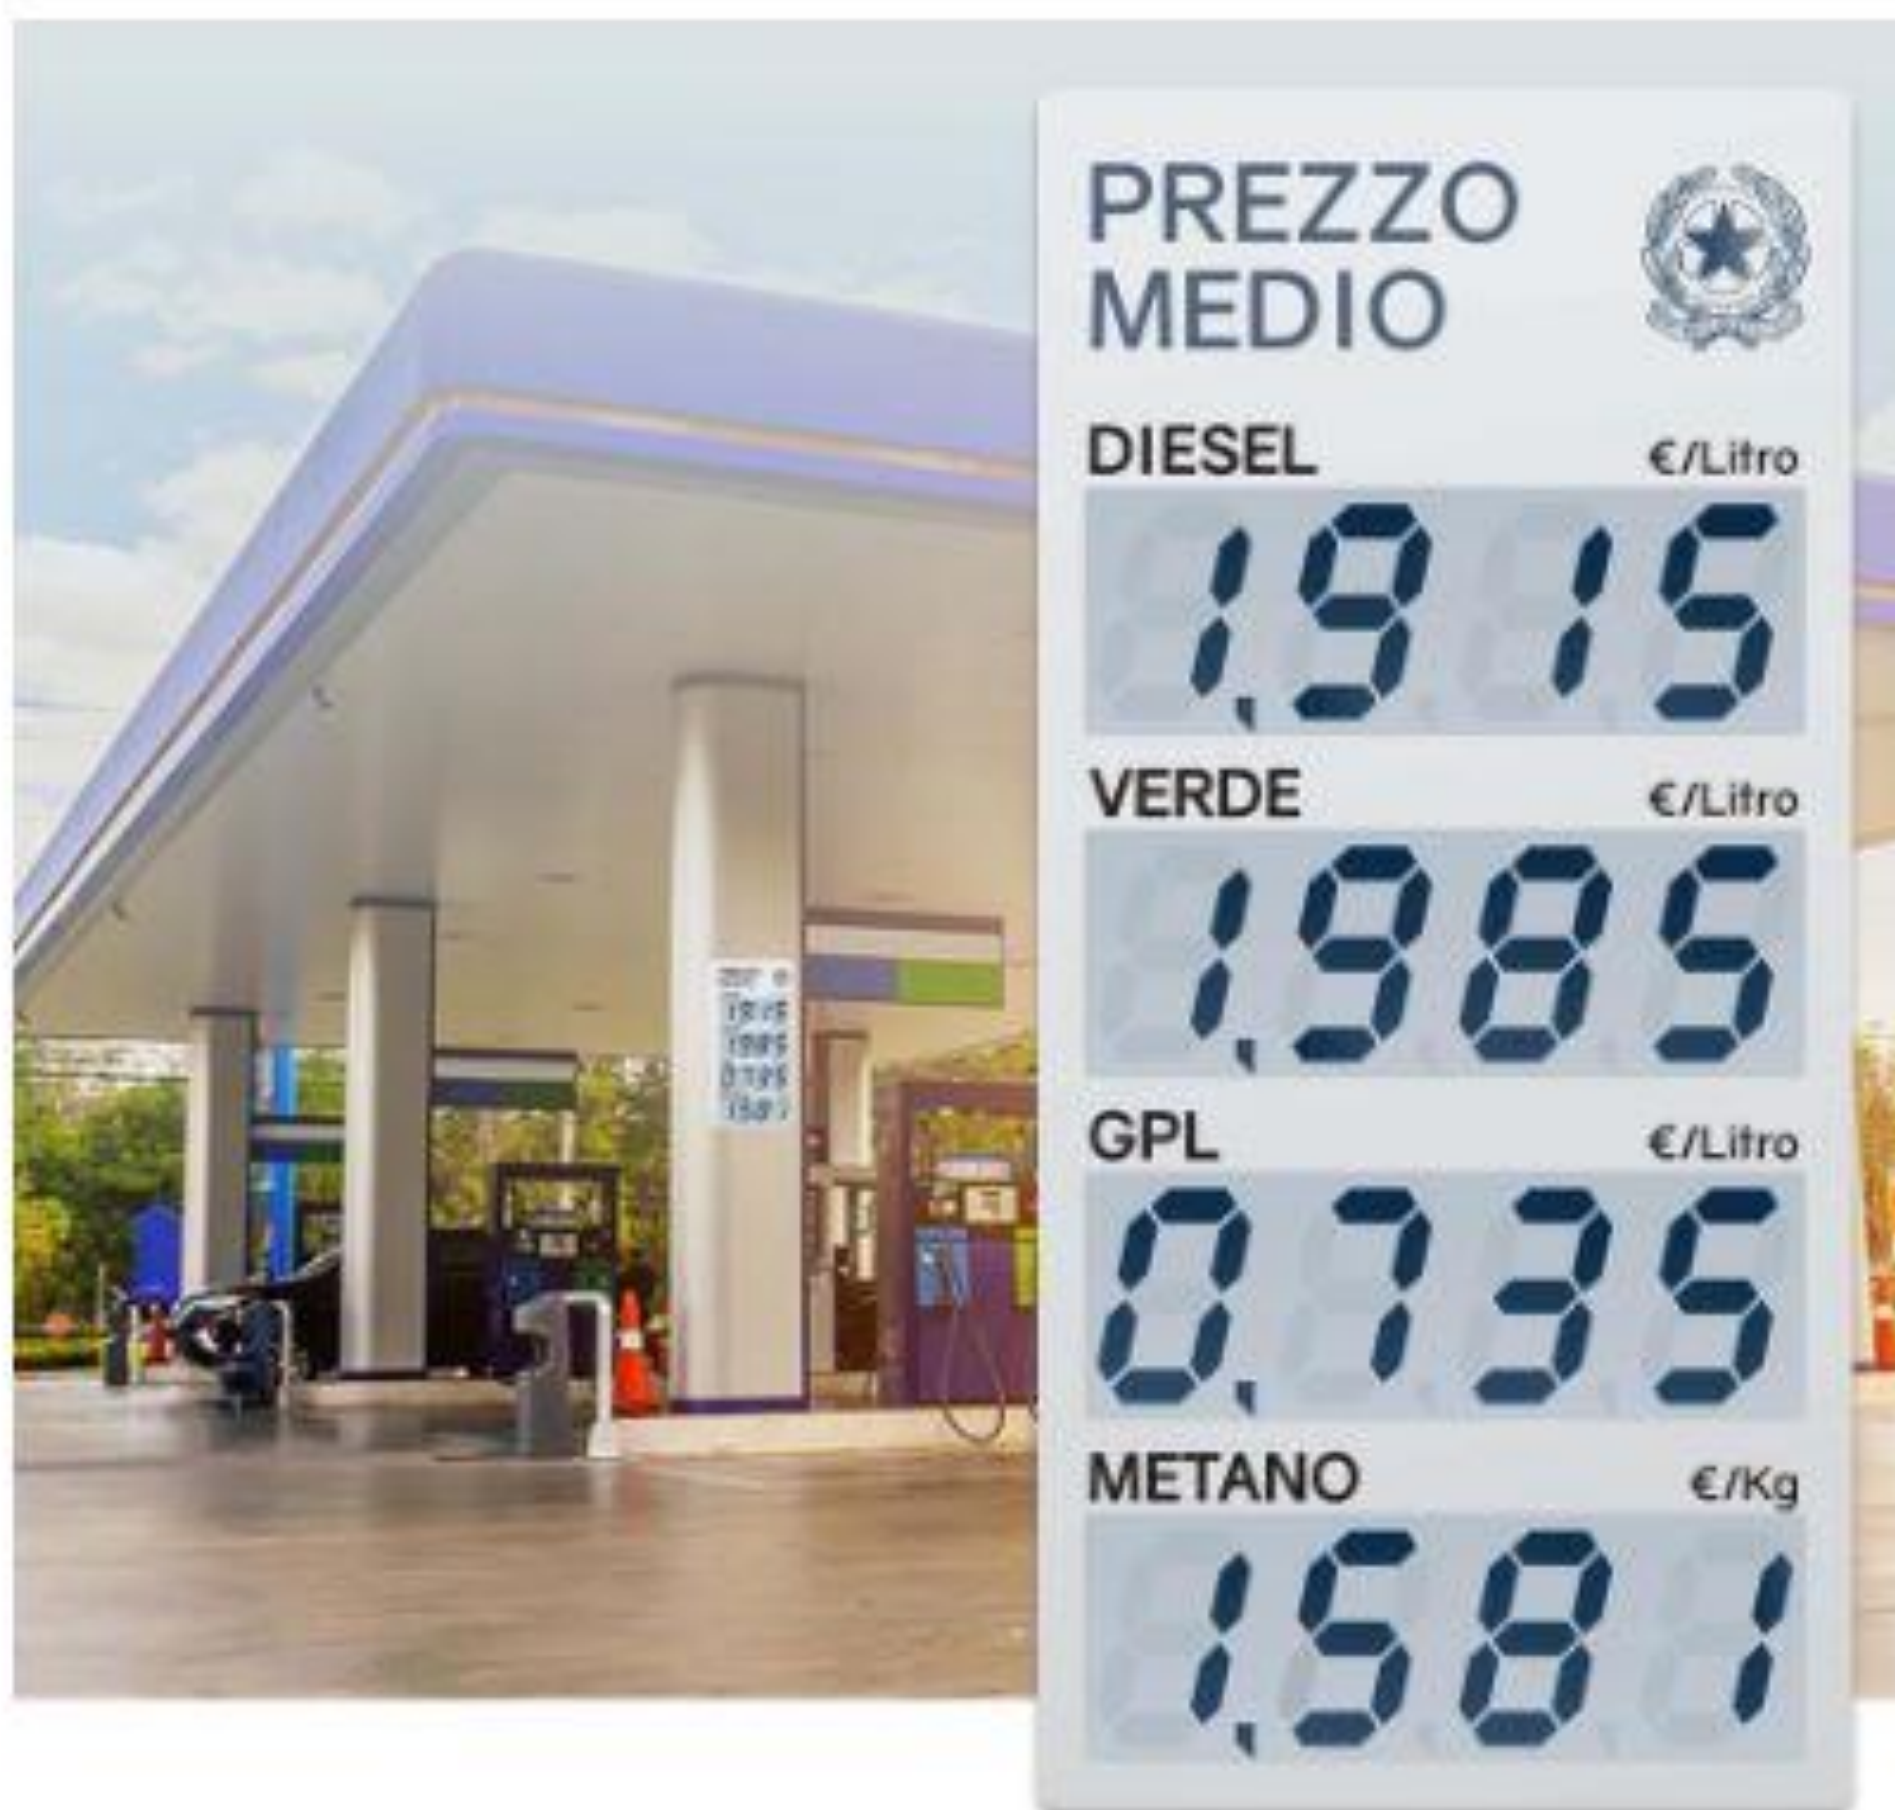 PREZZO
MEDIO
DIESEL €/Litro
1,915
VERDE €/Litro
1,985
GPL €/Litro
0,735
METANO €/Kg
1,581